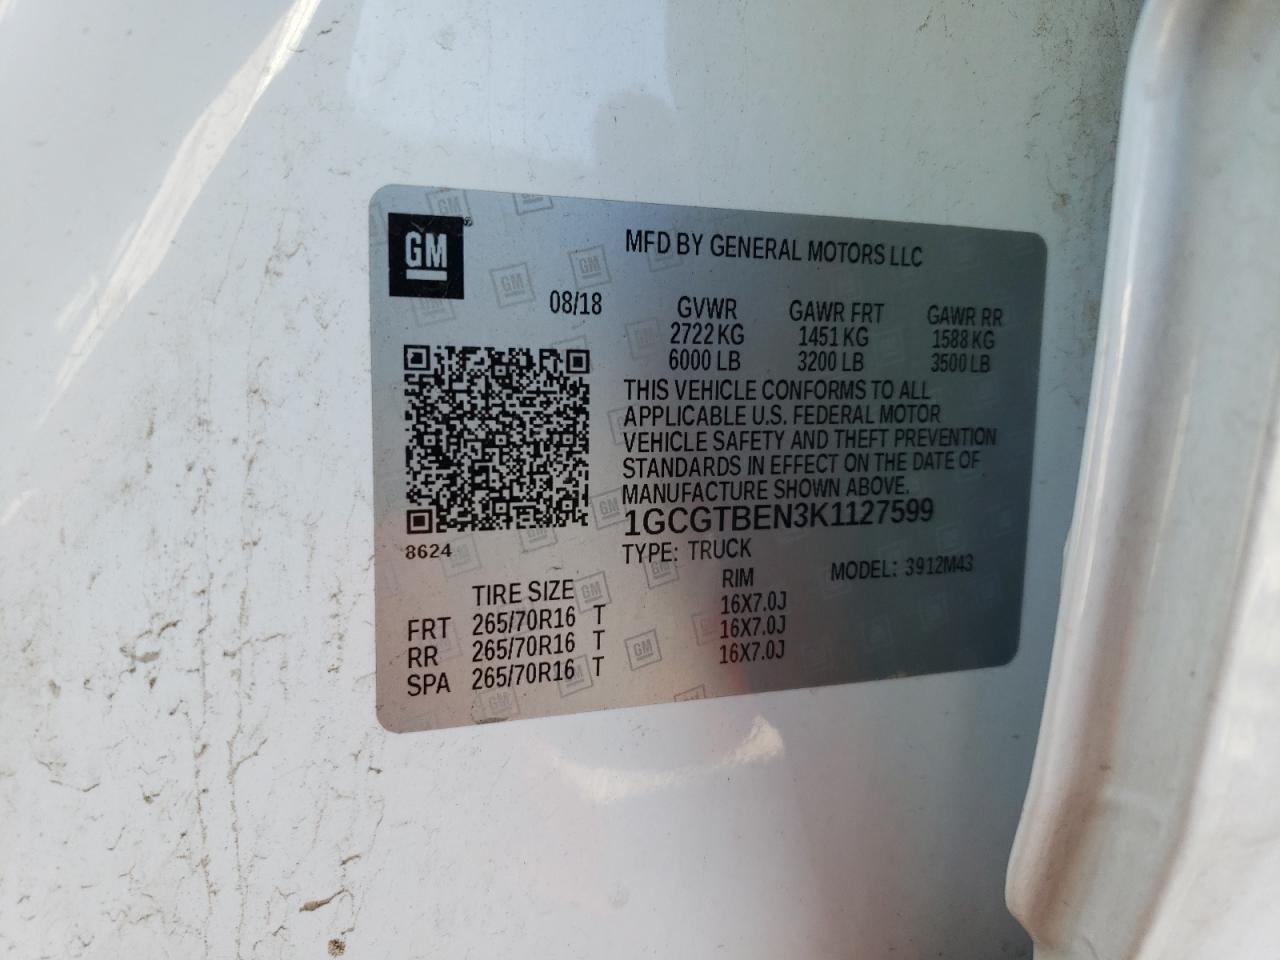 GM
®
MFD BY GENERAL MOTORS LLC
08/18 GVWR GAWR FRT GAWR RR
2722 KG 1451 KG 1588 KG
6000 LB 3200 LB 3500 LB
THIS VEHICLE CONFORMS TO ALL
APPLICABLE U.S. FEDERAL MOTOR
VEHICLE SAFETY AND THEFT PREVENTION
STANDARDS IN EFFECT ON THE DATE OF
MANUFACTURE SHOWN ABOVE.
1GCGTBEN3K1127599
8624
TYPE: TRUCK MODEL: 3912M43
TIRE SIZE RIM
FRT 265/70R16 T 16X7.0J
RR 265/70R16 T 16X7.0J
SPA 265/70R16 T 16X7.0J